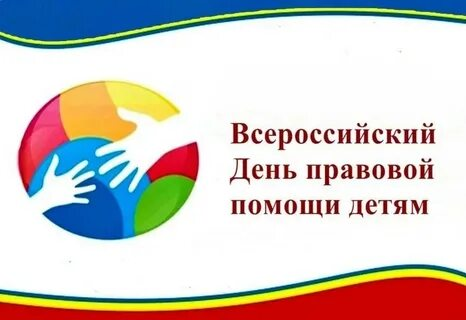 Всероссийский
День правовой
помощи детям